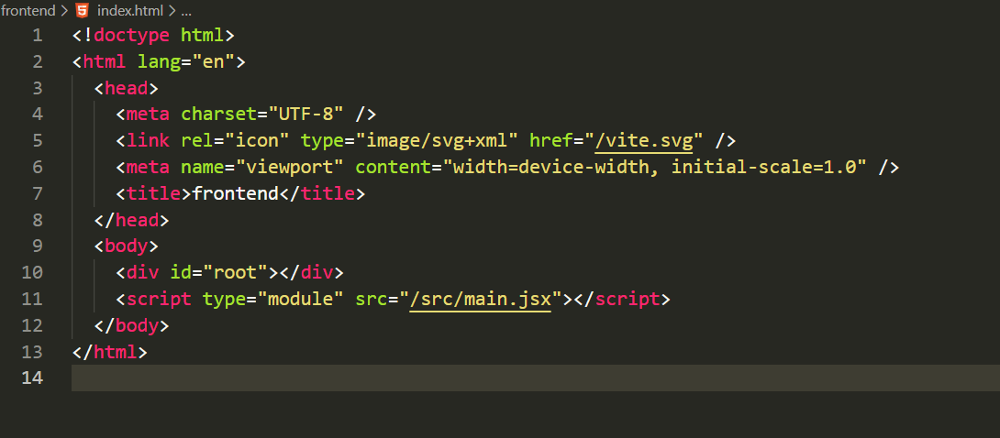 frontend > index.html > ...
1 <!doctype html>
2 <html lang="en">
3   <head>
4     <meta charset="UTF-8" />
5     <link rel="icon" type="image/svg+xml" href="/vite.svg" />
6     <meta name="viewport" content="width=device-width, initial-scale=1.0" />
7     <title>frontend</title>
8   </head>
9   <body>
10     <div id="root"></div>
11     <script type="module" src="/src/main.jsx"></script>
12   </body>
13 </html>
14